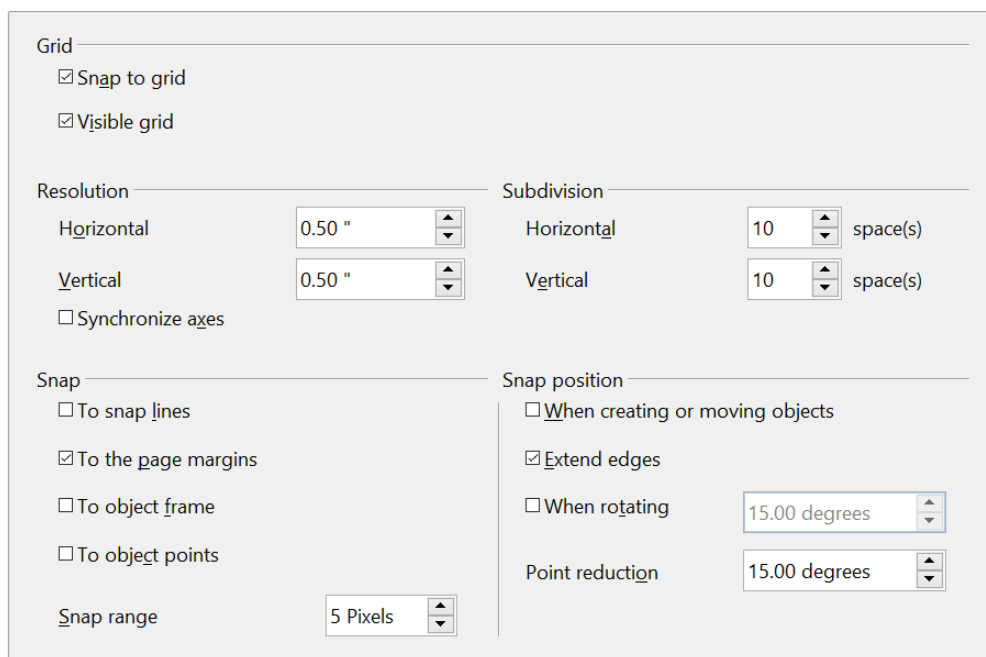 Grid
Snap to grid
Visible grid
Resolution
Horizontal 0.50 "
Vertical 0.50 "
Synchronize axes
Subdivision
Horizontal 10 space(s)
Vertical 10 space(s)
Snap
To snap lines
To the page margins
To object frame
To object points
Snap range 5 Pixels
Snap position
When creating or moving objects
Extend edges
When rotating 15.00 degrees
Point reduction 15.00 degrees